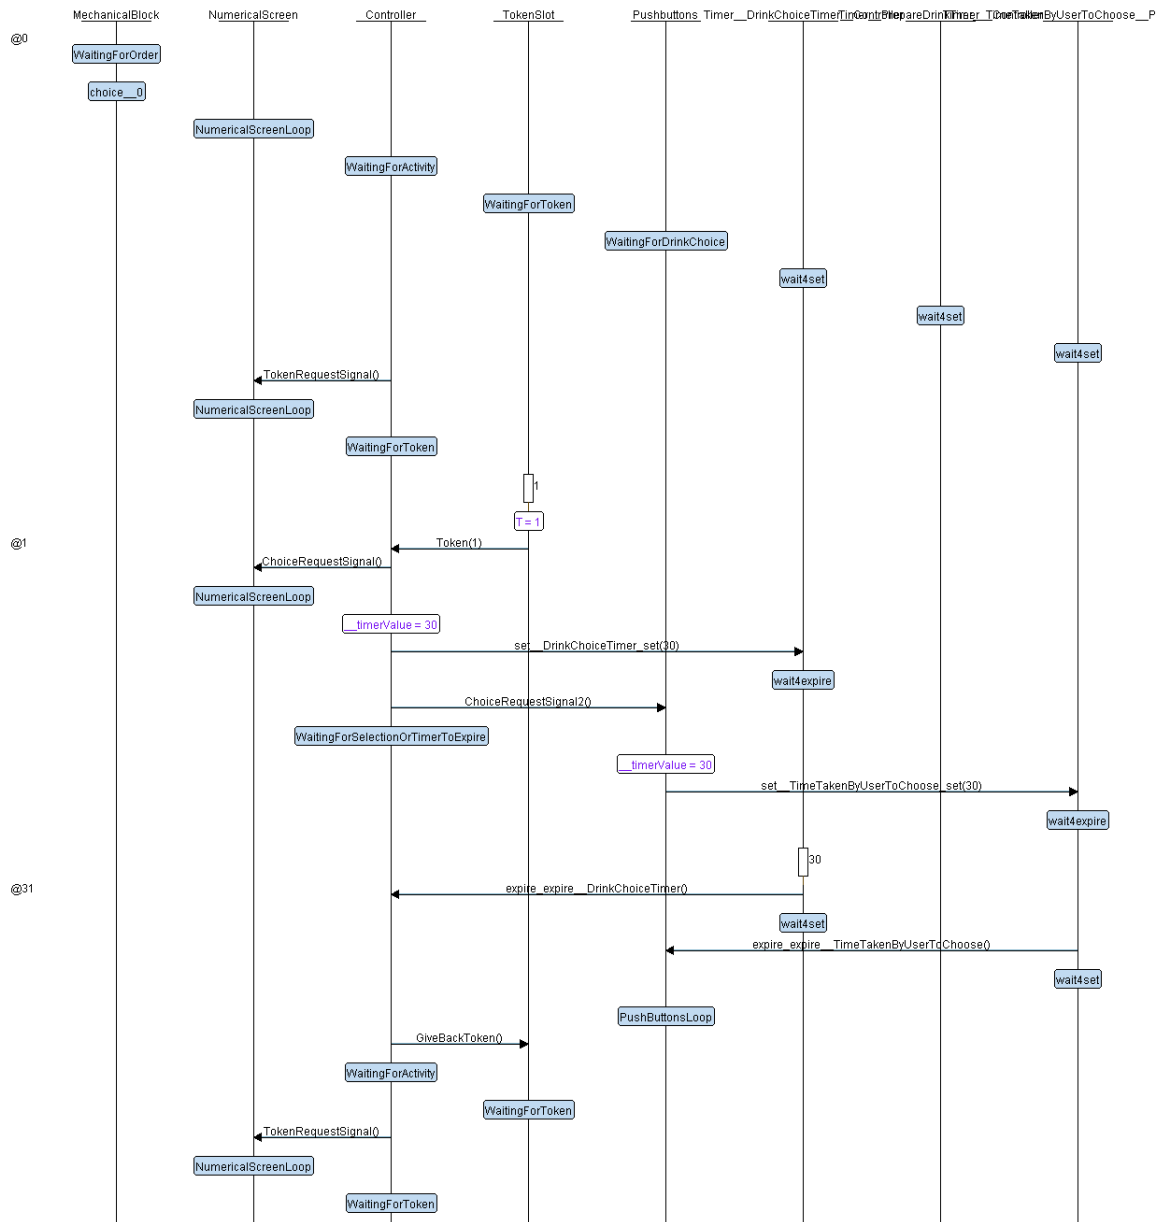 MechanicalBlock NumericalScreen Controller TokenSlot Pushbuttons
@0
WaitingForOrder
choice__0
NumericalScreenLoop
WaitingForActivity
WaitingForToken
WaitingForDrinkChoice
wait4set
wait4set
wait4set
TokenRequestSignal()
NumericalScreenLoop
WaitingForToken
1
T = 1
@1 Token(1)
ChoiceRequestSignal()
NumericalScreenLoop
__timerValue = 30
set__DrinkChoiceTimer_set(30)
wait4expire
ChoiceRequestSignal2()
WaitingForSelectionOrTimerToExpire
__timerValue = 30
set__TimeTakenByUserToChoose_set(30)
wait4expire
30
@31 expire_expire__DrinkChoiceTimer()
wait4set
expire_expire__TimeTakenByUserToChoose()
wait4set
PushButtonsLoop
GiveBackToken()
WaitingForActivity
WaitingForToken
TokenRequestSignal()
NumericalScreenLoop
WaitingForToken